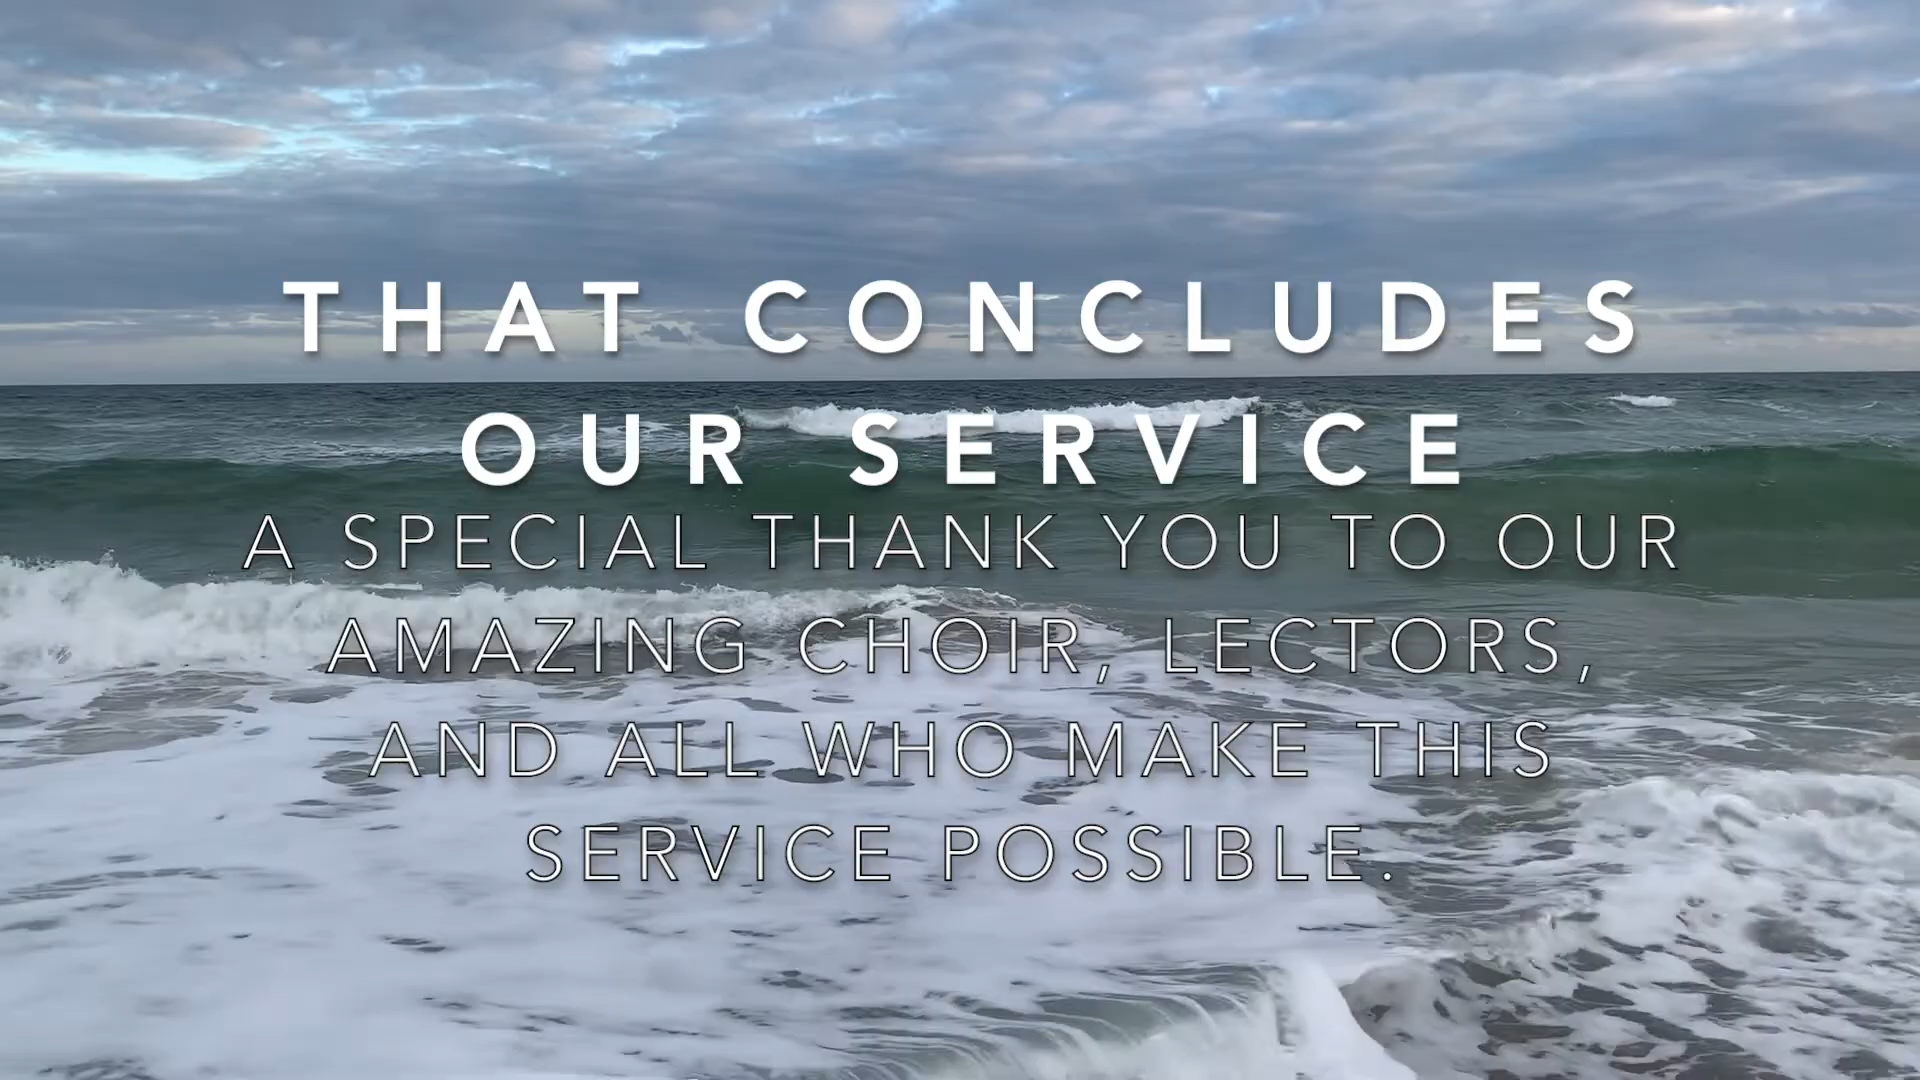 THAT CONCLUDES
OUR SERVICE
A SPECIAL THANK YOU TO OUR
AMAZING CHOIR, LECTORS,
AND ALL WHO MAKE THIS
SERVICE POSSIBLE.